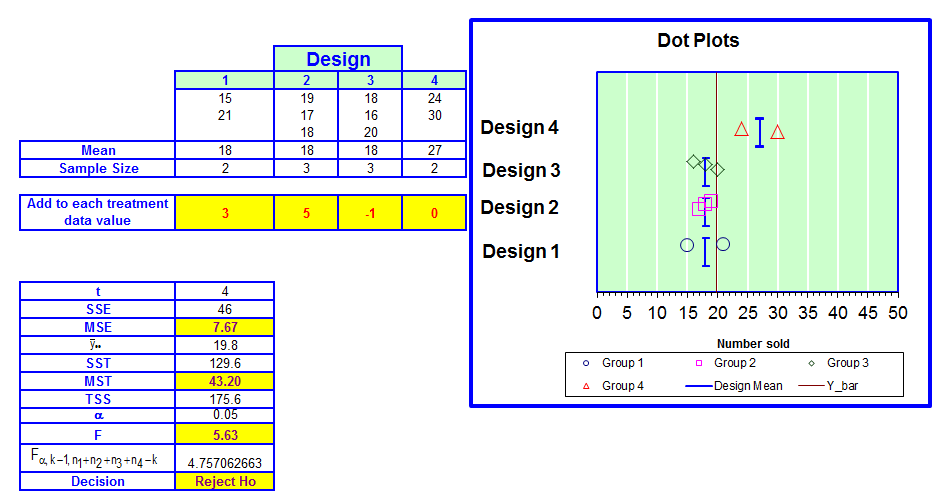 Design
1 2 3 4
15 19 18 24
21 17 16 30
18 20
Mean 18 18 18 27
Sample Size 2 3 3 2
Add to each treatment
data value
3 5 -1 0
t 4
SSE 46
MSE 7.67
y̅•• 19.8
SST 129.6
MST 43.20
TSS 175.6
α 0.05
F 5.63
Fα, k−1, n1+n2+n3+n4−k 4.757062663
Decision Reject Ho
Dot Plots
Design 4
Design 3
Design 2
Design 1
0 5 10 15 20 25 30 35 40 45 50
Number sold
Group 1 Group 2 Group 3
Group 4 Design Mean Y_bar